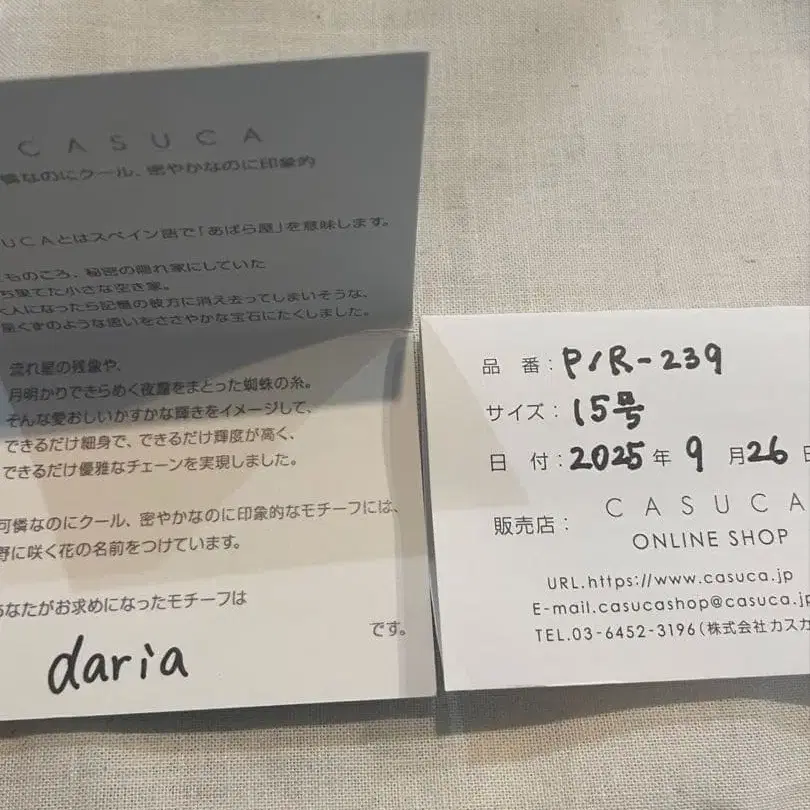 CASUCA
憐なのにクール、密やかなのに印象的
UCAとはスペイン語で「あばら屋」を意味します。
ものころ、秘密の隠れ家にしていた
ち果てた小さな空き家。
人になったら記憶の彼方に消え去ってしまいそうな、
星くずのような思いをささやかな宝石にたくしました。
流れ星の残像や、
月明かりできらめく夜露をまとった蜘蛛の糸。
そんな愛おしいかすかな輝きをイメージして、
できるだけ細身で、できるだけ輝度が高く、
できるだけ優雅なチェーンを実現しました。
可憐なのにクール、密やかなのに印象的なモチーフには、
野に咲く花の名前をつけています。
あなたがお求めになったモチーフは
daria です。
品 番：P/R-239
サイズ：15号
日 付：2025年 9月26日
販売店： CASUCA
ONLINE SHOP
URL.https://www.casuca.jp
E-mail.casucashop@casuca.jp
TEL.03-6452-3196(株式会社カスカ